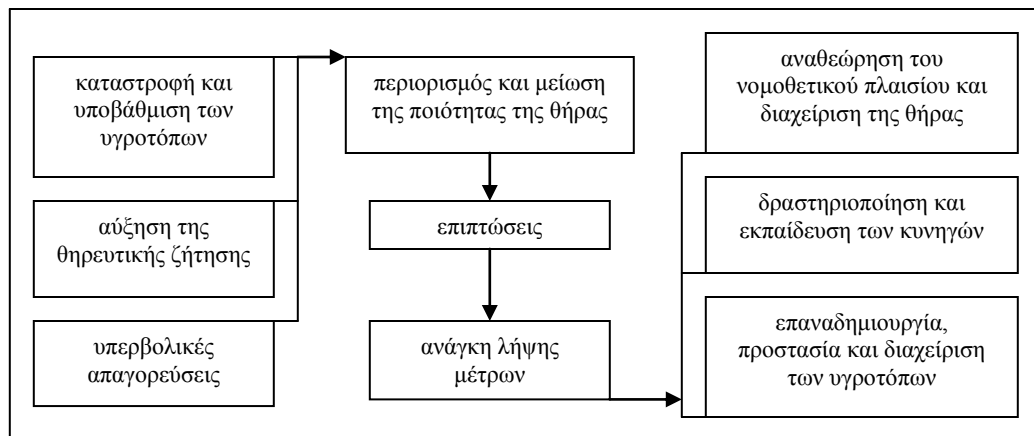 καταστροφή και
υποβάθμιση των
υγροτόπων
αύξηση της
θηρευτικής ζήτησης
υπερβολικές
απαγορεύσεις
περιορισμός και μείωση
της ποιότητας της θήρας
επιπτώσεις
ανάγκη λήψης
μέτρων
αναθεώρηση του
νομοθετικού πλαισίου και
διαχείριση της θήρας
δραστηριοποίηση και
εκπαίδευση των κυνηγών
επαναδημιουργία,
προστασία και διαχείριση
των υγροτόπων